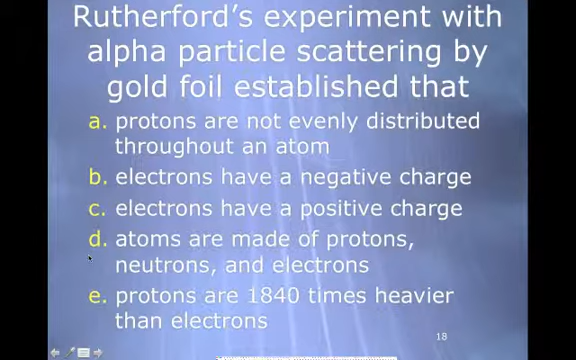 Rutherford's experiment with
alpha particle scattering by
gold foil established that
a. protons are not evenly distributed
throughout an atom
b. electrons have a negative charge
c. electrons have a positive charge
d. atoms are made of protons,
neutrons, and electrons
e. protons are 1840 times heavier
than electrons
18